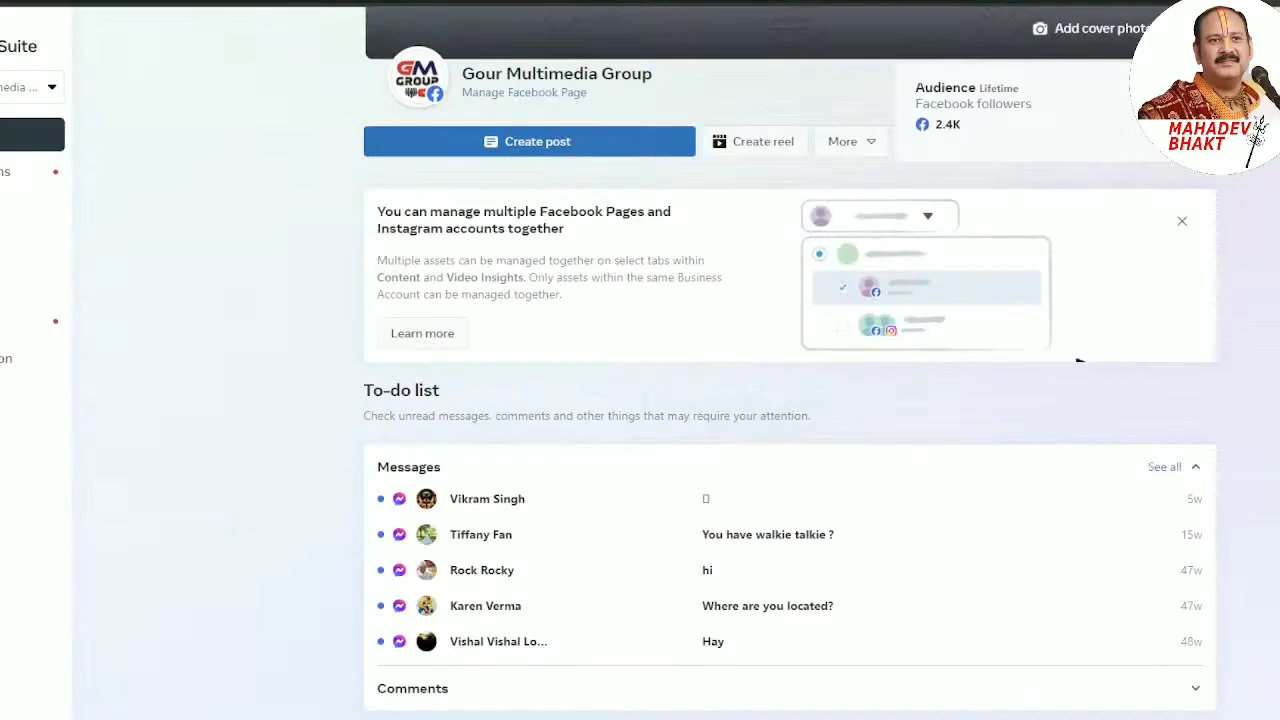 Suite
Add cover photo
media ...
GM
GROUP
Gour Multimedia Group
Manage Facebook Page
Audience Lifetime
Facebook followers
2.4K
MAHADEV
BHAKT
Create post
Create reel
More
ns
You can manage multiple Facebook Pages and
Instagram accounts together
Multiple assets can be managed together on select tabs within
Content and Video Insights. Only assets within the same Business
Account can be managed together.
Learn more
on
To-do list
Check unread messages, comments and other things that may require your attention.
Messages
See all
Vikram Singh
5w
Tiffany Fan
You have walkie talkie ?
15w
Rock Rocky
hi
47w
Karen Verma
Where are you located?
47w
Vishal Vishal Lo...
Hay
48w
Comments